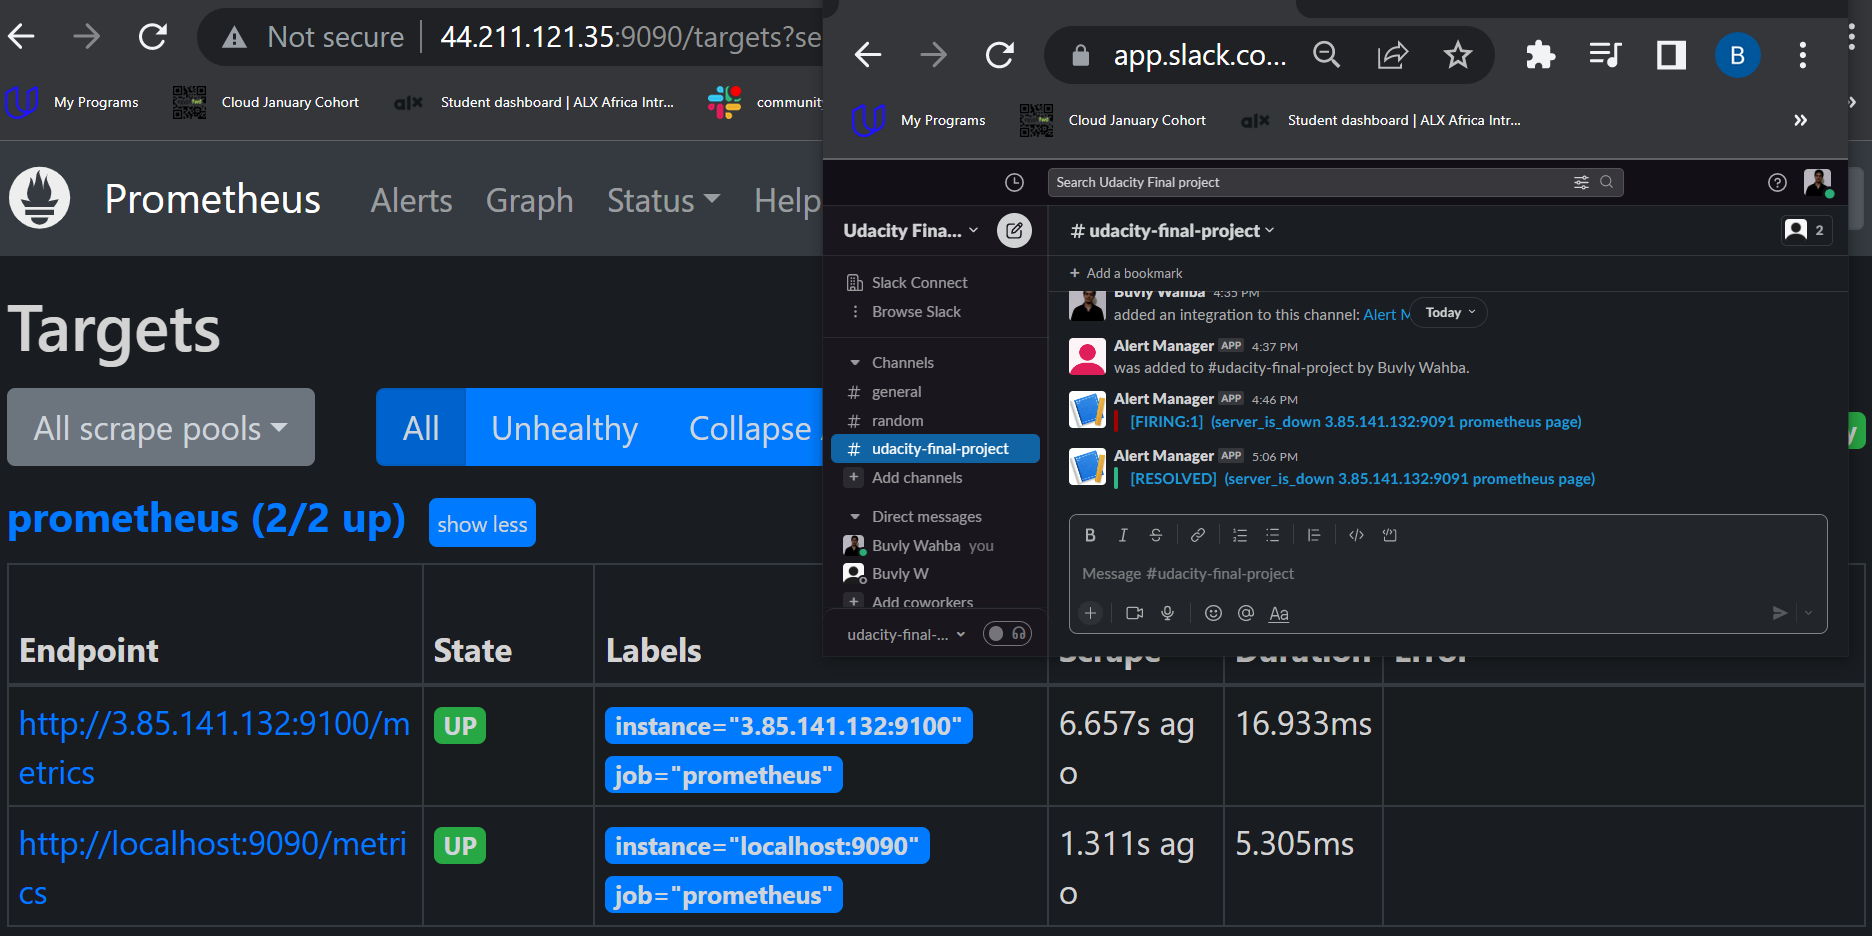 Not secure
44.211.121.35:9090/targets?se
My Programs
Cloud January Cohort
alx
Student dashboard | ALX Africa Intr...
community
Prometheus
Alerts
Graph
Status
Help
Targets
All scrape pools
All
Unhealthy
Collapse
prometheus (2/2 up)
show less
Endpoint
State
Labels
Scrape
Duration
Error
http://3.85.141.132:9100/m
etrics
UP
instance="3.85.141.132:9100"
job="prometheus"
6.657s ag
o
16.933ms
http://localhost:9090/metri
cs
UP
instance="localhost:9090"
job="prometheus"
1.311s ag
o
5.305ms
app.slack.co...
B
My Programs
Cloud January Cohort
alx
Student dashboard | ALX Africa Intr...
»
Search Udacity Final project
Udacity Fina...
Slack Connect
Browse Slack
Channels
# general
# random
# udacity-final-project
+ Add channels
Direct messages
Buvly Wahba you
Buvly W
+ Add coworkers
udacity-final-...
# udacity-final-project
2
+ Add a bookmark
Buvly Wahba 4:35 PM
added an integration to this channel: Alert M
Today
Alert Manager APP 4:37 PM
was added to #udacity-final-project by Buvly Wahba.
Alert Manager APP 4:46 PM
[FIRING:1] (server_is_down 3.85.141.132:9091 prometheus page)
Alert Manager APP 5:06 PM
[RESOLVED] (server_is_down 3.85.141.132:9091 prometheus page)
B I S
Message #udacity-final-project
+ @ Aa